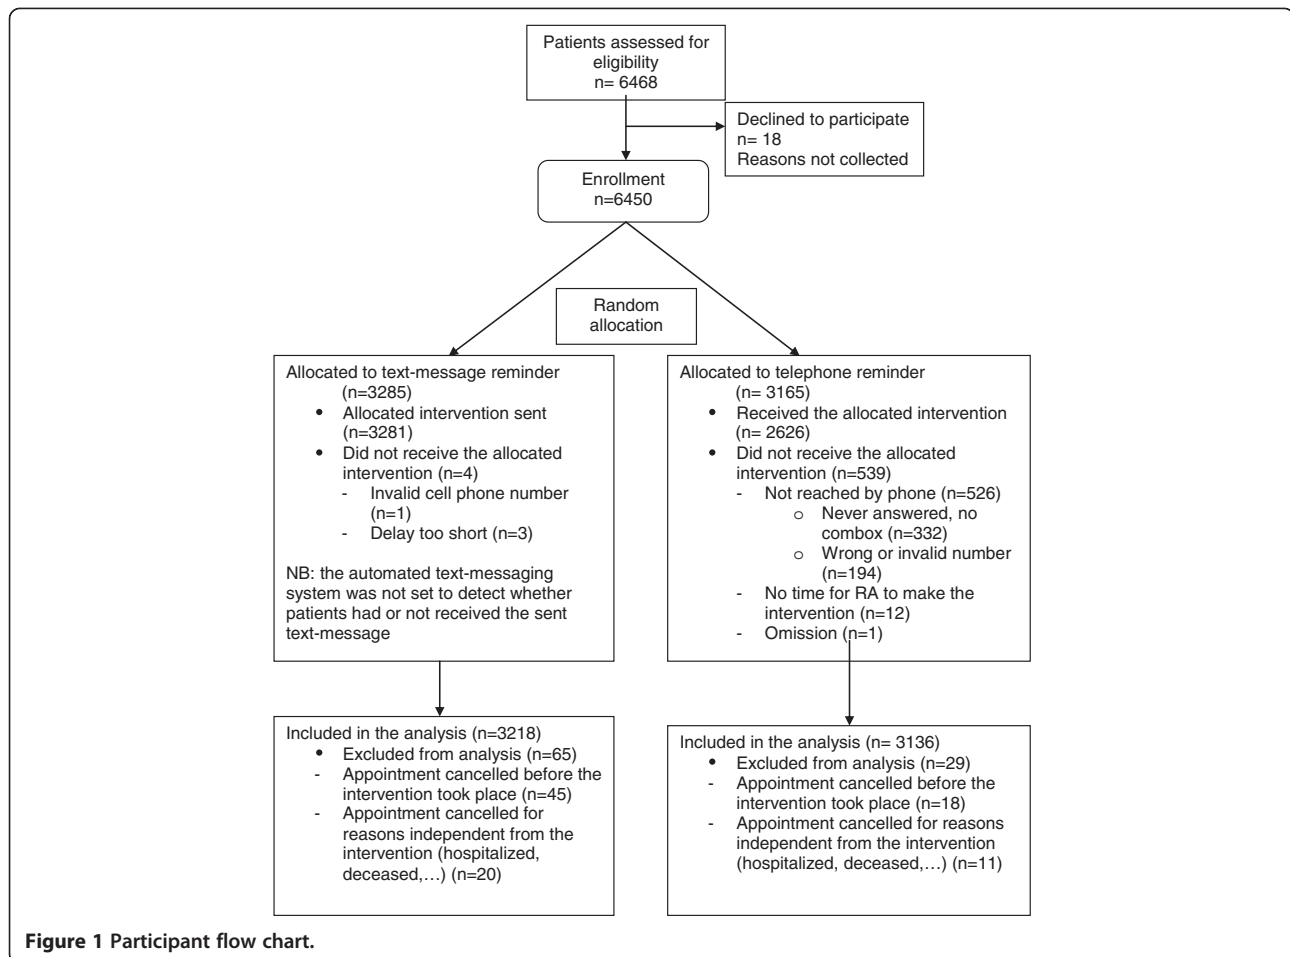 Patients assessed for
eligibility
n= 6468
Declined to participate
n= 18
Reasons not collected
Enrollment
n=6450
Random
allocation
Allocated to text-message reminder
(n=3285)
• Allocated intervention sent
(n=3281)
• Did not receive the allocated
intervention (n=4)
- Invalid cell phone number
(n=1)
- Delay too short (n=3)
NB: the automated text-messaging
system was not set to detect whether
patients had or not received the sent
text-message
Allocated to telephone reminder
(n= 3165)
• Received the allocated intervention
(n= 2626)
• Did not receive the allocated
intervention (n=539)
- Not reached by phone (n=526)
o Never answered, no
combox (n=332)
o Wrong or invalid number
(n=194)
- No time for RA to make the
intervention (n=12)
- Omission (n=1)
Included in the analysis (n=3218)
• Excluded from analysis (n=65)
- Appointment cancelled before the
intervention took place (n=45)
- Appointment cancelled for
reasons independent from the
intervention (hospitalized,
deceased,…) (n=20)
Included in the analysis (n= 3136)
• Excluded from analysis (n=29)
- Appointment cancelled before the
intervention took place (n=18)
- Appointment cancelled for reasons
independent from the intervention
(hospitalized, deceased,…) (n=11)
Figure 1 Participant flow chart.